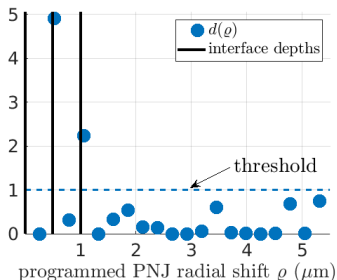 5
4
3
2
1
0
d(ϱ)
interface depths
threshold
1 2 3 4 5
programmed PNJ radial shift ϱ (μm)